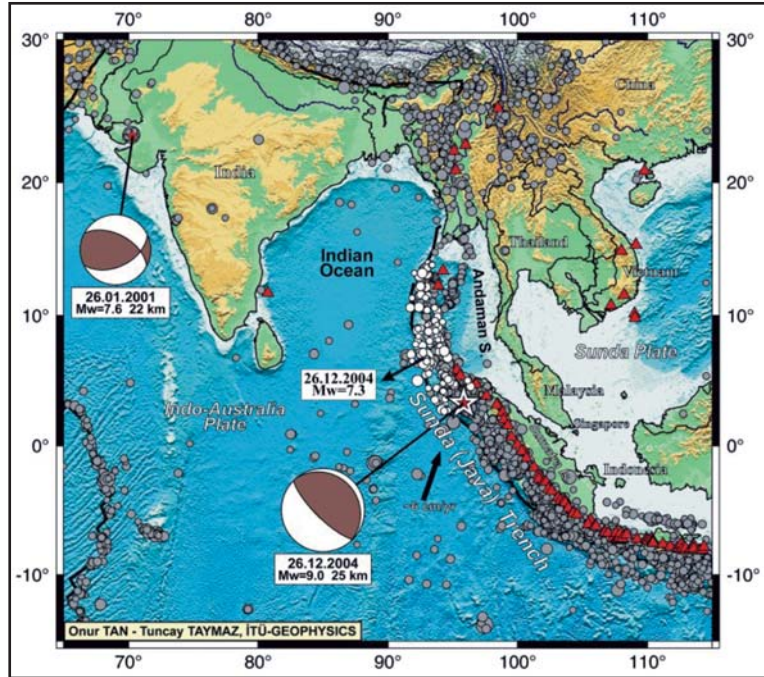 70° 80° 90° 100° 110°
30° 30°
China
20° 20°
India
Thailand
Indian
Ocean
Andaman S.
Vietnam
26.01.2001
Mw=7.6 22 km
10° 10°
Sunda Plate
26.12.2004
Mw=7.3
Malaysia
Indo-Australia
Plate
Singapore
0° 0°
Sunda (Java) Trench
Indonesia
~6 cm/yr
26.12.2004
Mw=9.0 25 km
-10° -10°
Onur TAN - Tuncay TAYMAZ, İTÜ-GEOPHYSICS
70° 80° 90° 100° 110°